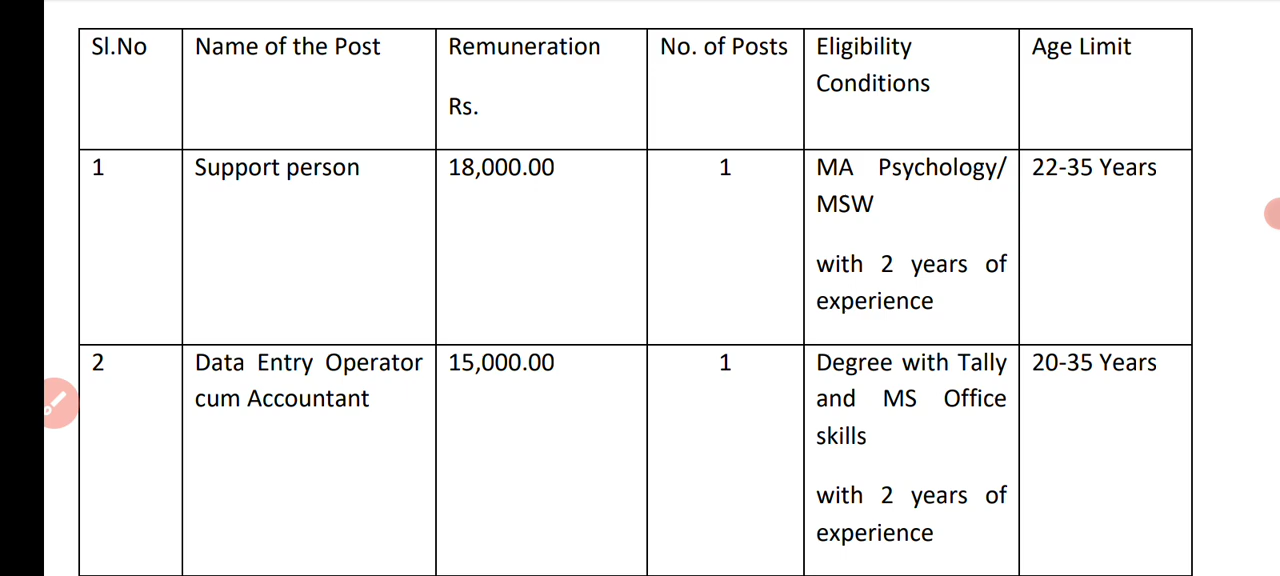 Sl.No Name of the Post Remuneration No. of Posts Eligibility Age Limit
Conditions
Rs.
1 Support person 18,000.00 1 MA Psychology/ 22-35 Years
MSW
with 2 years of
experience
2 Data Entry Operator 15,000.00 1 Degree with Tally 20-35 Years
cum Accountant and MS Office
skills
with 2 years of
experience